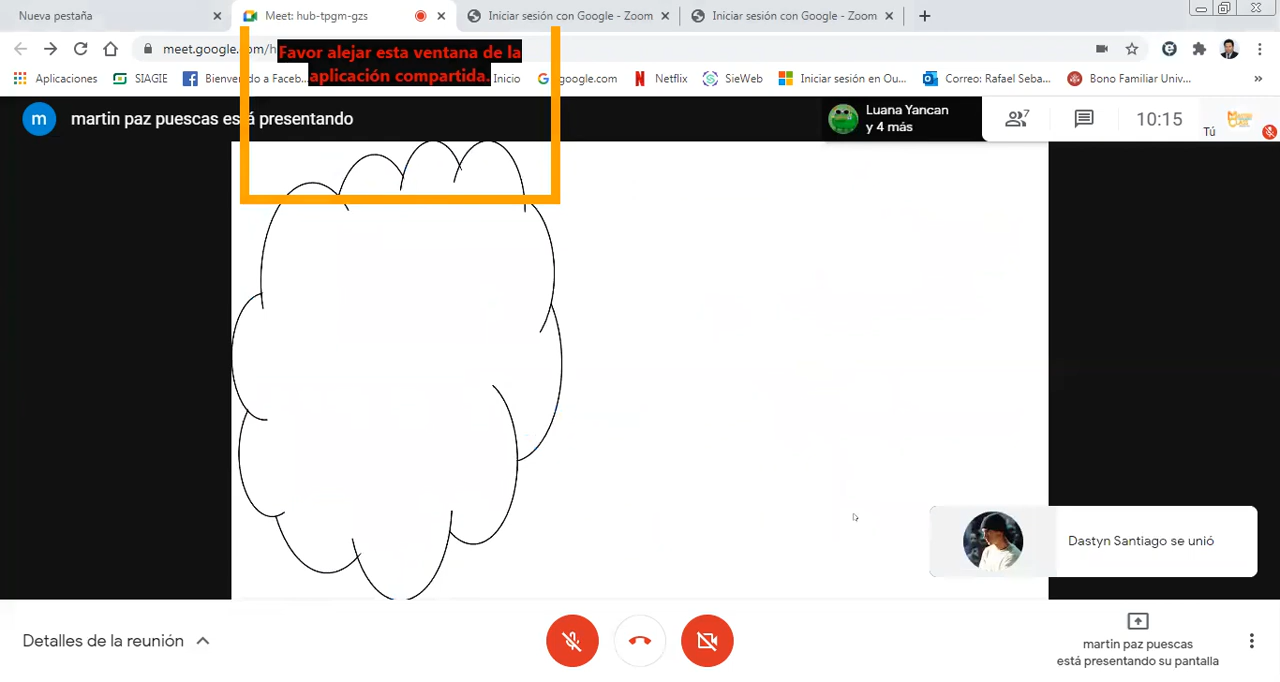 Nueva pestaña
Meet: hub-tpgm-gzs
Iniciar sesión con Google - Zoom
Iniciar sesión con Google - Zoom
meet.google.com/h
Favor alejar esta ventana de la
aplicación compartida.
Aplicaciones
SIAGIE
Bienvenido a Faceb...
Inicio
google.com
Netflix
SieWeb
Iniciar sesión en Ou...
Correo: Rafael Seba...
Bono Familiar Univ...
»
m
martin paz puescas está presentando
Luana Yancan
y 4 más
7
10:15
Tú
Dastyn Santiago se unió
Detalles de la reunión
martin paz puescas
está presentando su pantalla